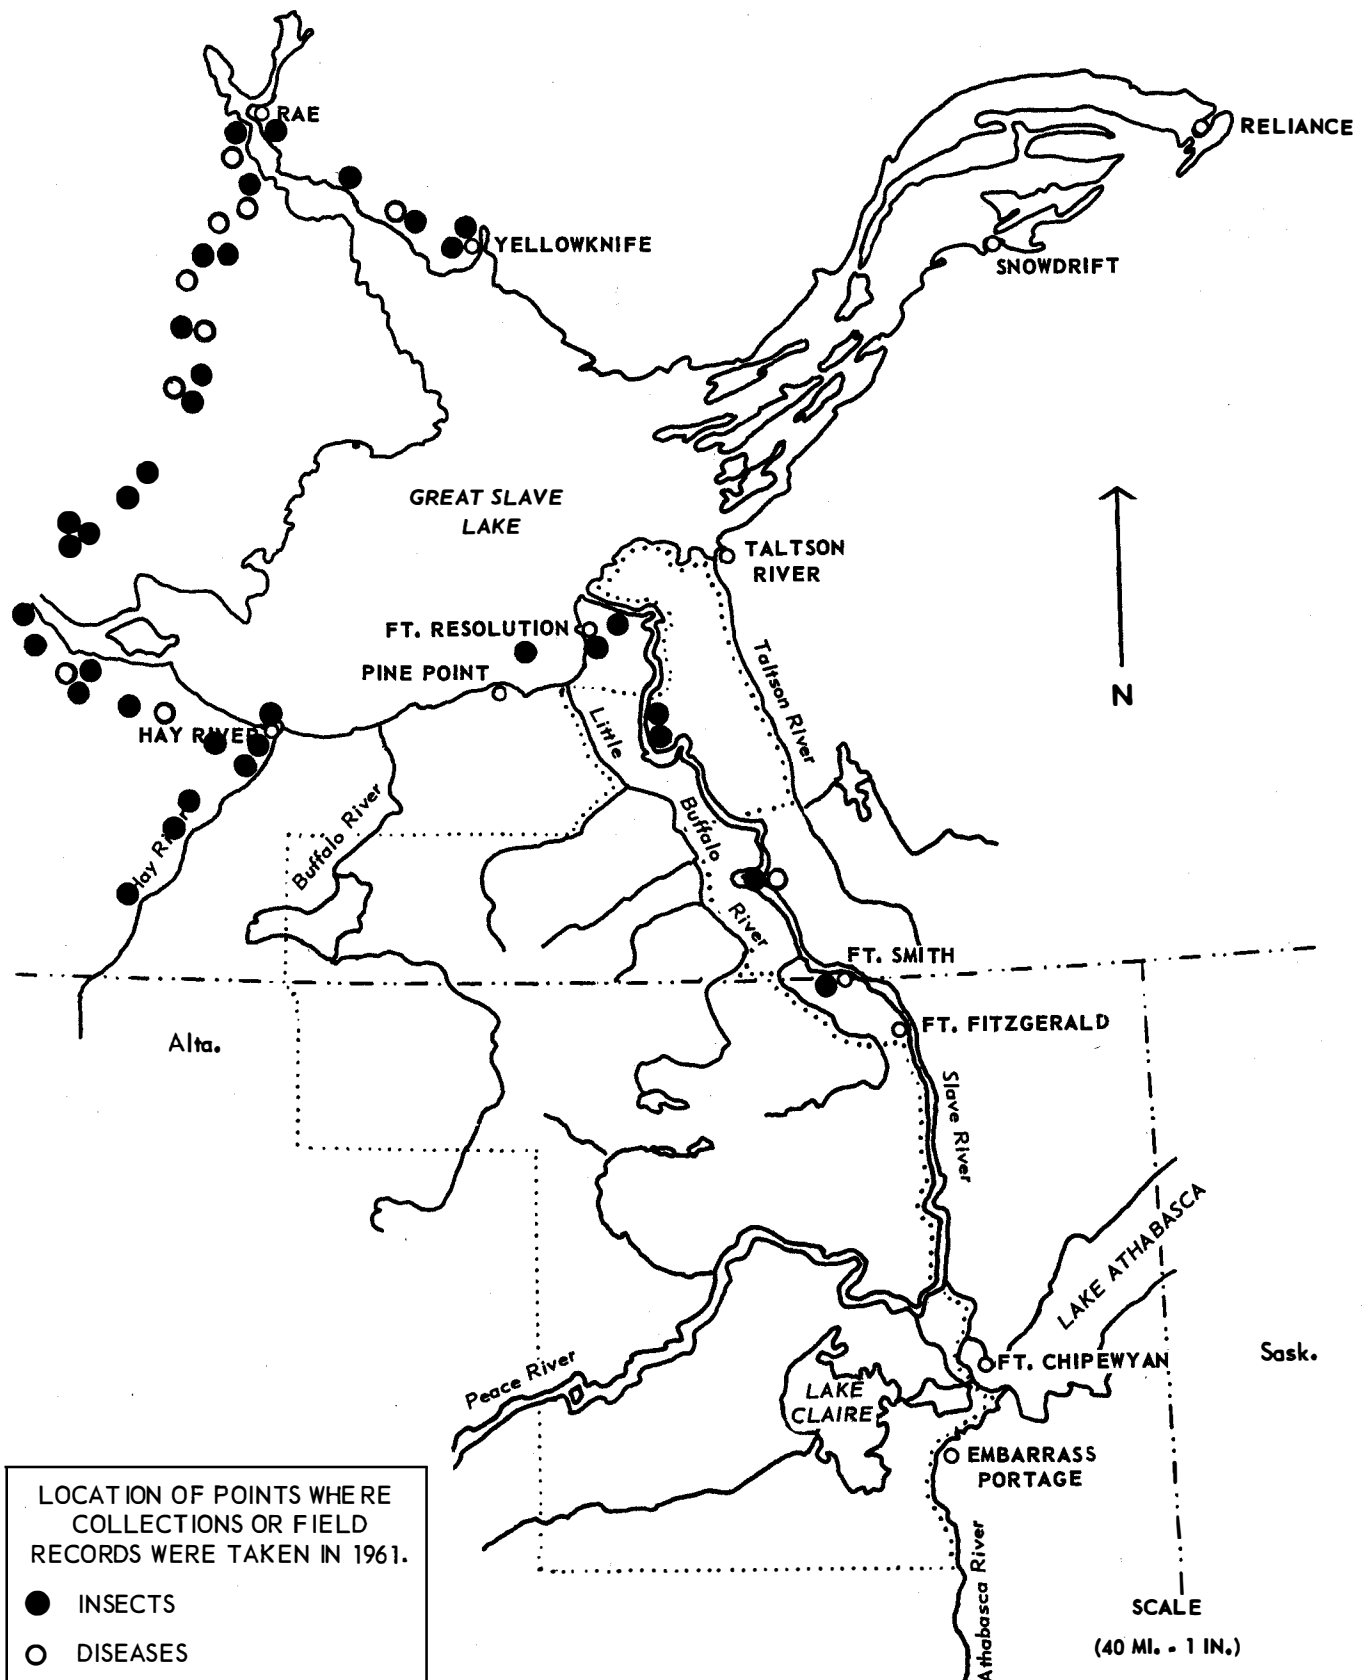 RAE
RELIANCE
YELLOWKNIFE
SNOWDRIFT
GREAT SLAVE
LAKE
TALTSON
RIVER
FT. RESOLUTION
PINE POINT
Taltson River
N
Little
HAY RIVER
Buffalo
Buffalo River
Hay River
River
FT. SMITH
FT. FITZGERALD
Alta.
Slave River
LAKE ATHABASCA
Sask.
FT. CHIPEWYAN
Peace River
LAKE
CLAIRE
EMBARRASS
PORTAGE
Athabasca River
LOCATION OF POINTS WHERE
COLLECTIONS OR FIELD
RECORDS WERE TAKEN IN 1961.
INSECTS
DISEASES
SCALE
(40 MI. - 1 IN.)